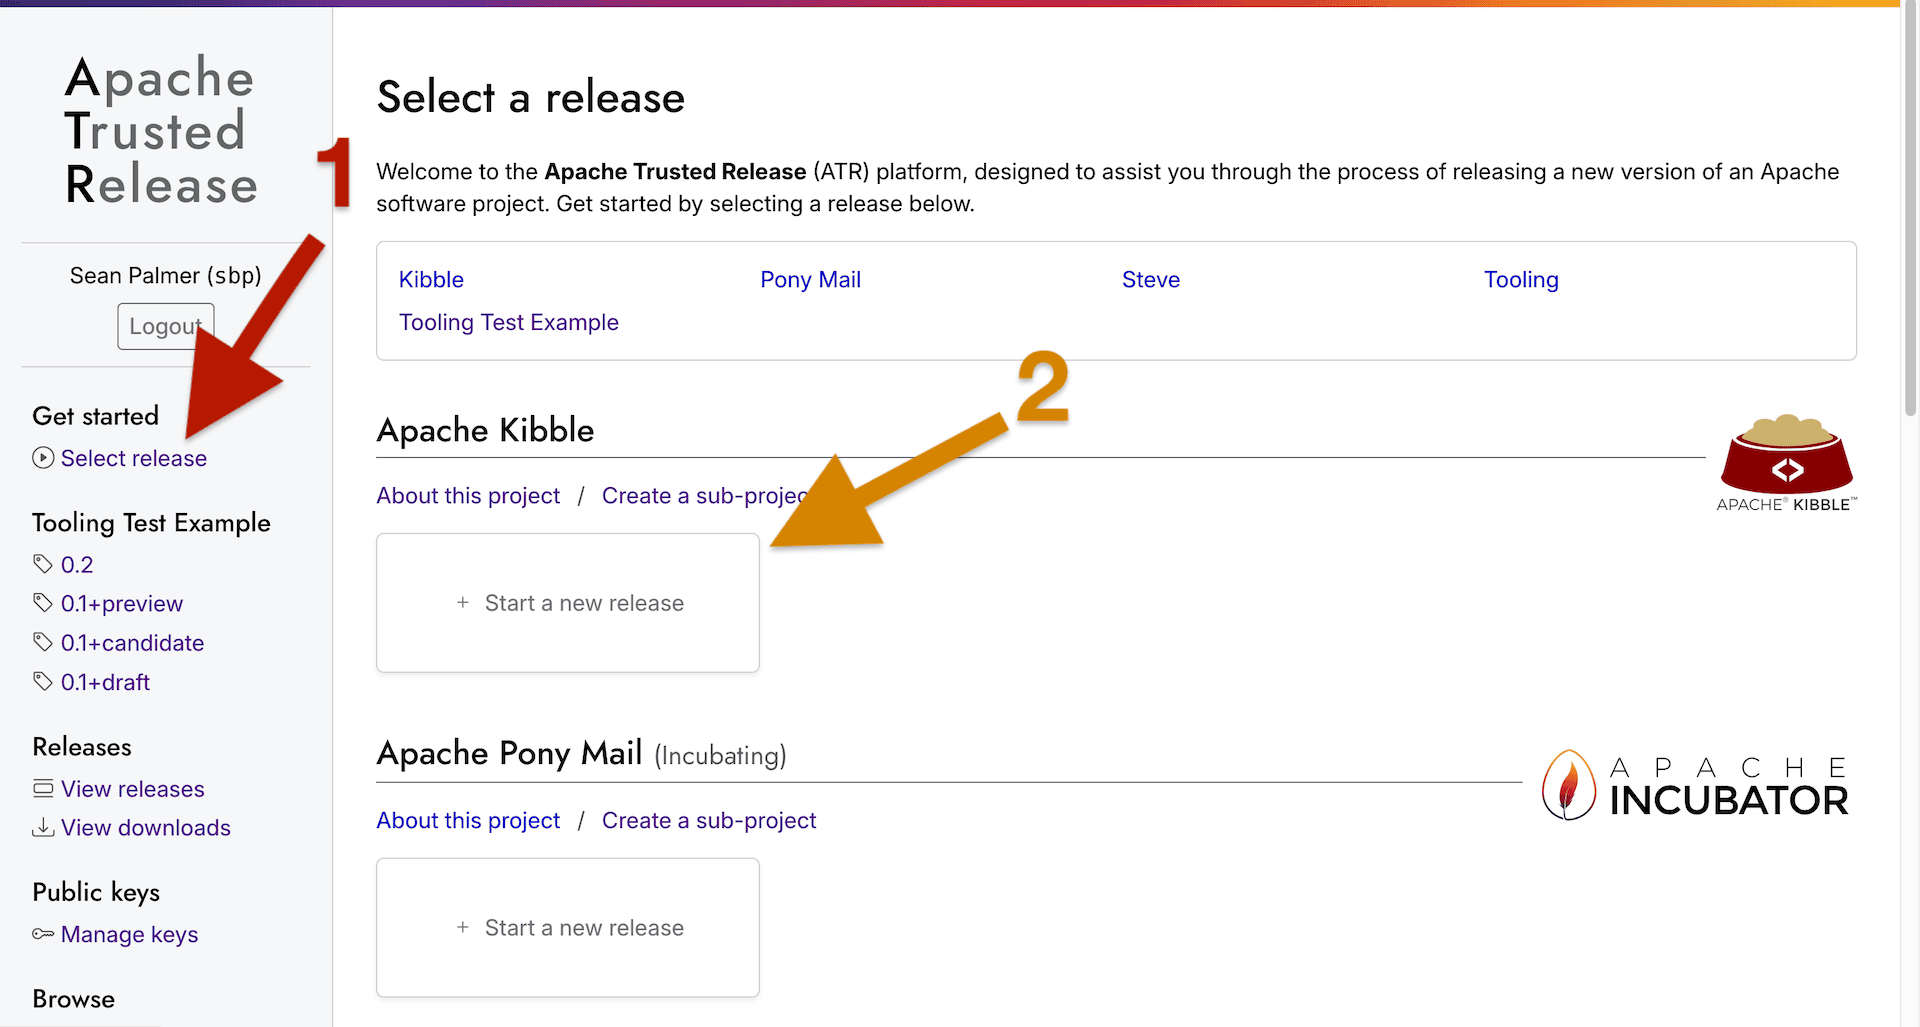 Apache
Trusted
Release
Sean Palmer (sbp)
Logout
Get started
Select release
Tooling Test Example
0.2
0.1+preview
0.1+candidate
0.1+draft
Releases
View releases
View downloads
Public keys
Manage keys
Browse
1
Select a release
Welcome to the Apache Trusted Release (ATR) platform, designed to assist you through the process of releasing a new version of an Apache
software project. Get started by selecting a release below.
Kibble Pony Mail Steve Tooling
Tooling Test Example
2
Apache Kibble
APACHE® KIBBLE™
About this project / Create a sub-projec
+ Start a new release
Apache Pony Mail (Incubating)
APACHE
INCUBATOR
About this project / Create a sub-project
+ Start a new release